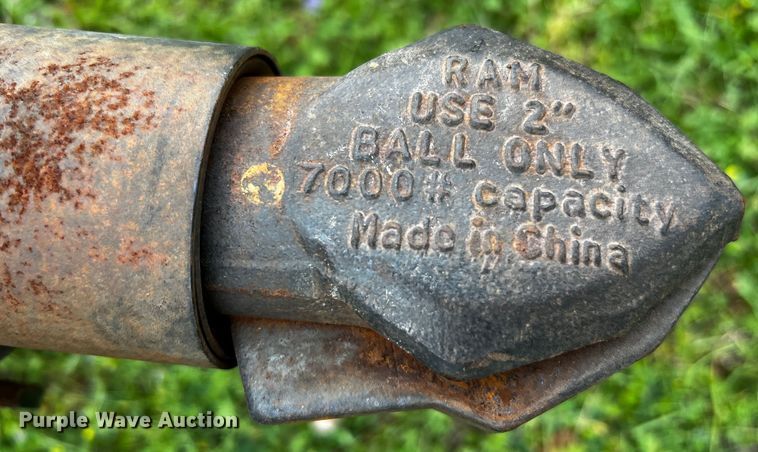 RAM
USE 2"
BALL ONLY
7000# capacity
Made in China
Purple Wave Auction